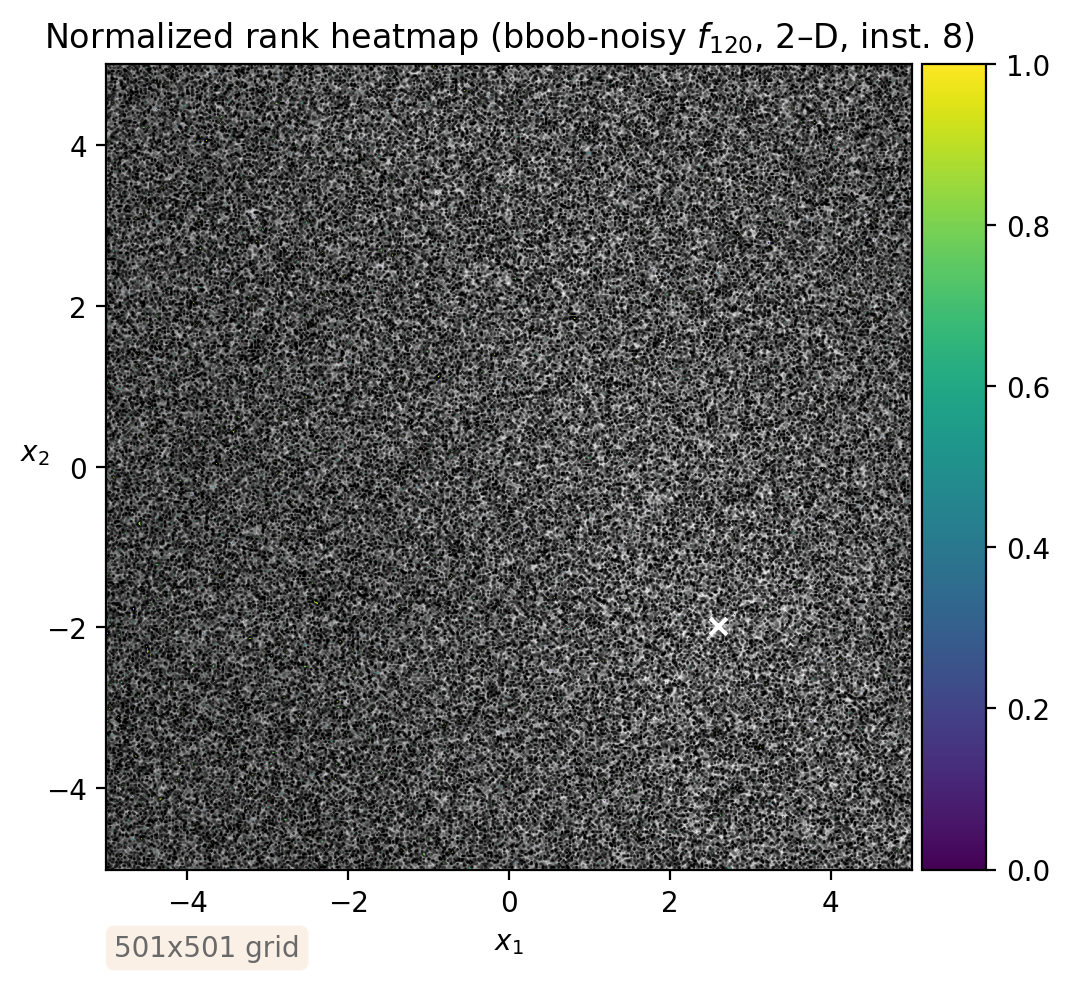 Normalized rank heatmap (bbob-noisy f₁₂₀, 2–D, inst. 8)
1.0
0.8
0.6
0.4
0.2
0.0
4
2
0
−2
−4
x₂
−4 −2 0 2 4
x₁
501x501 grid